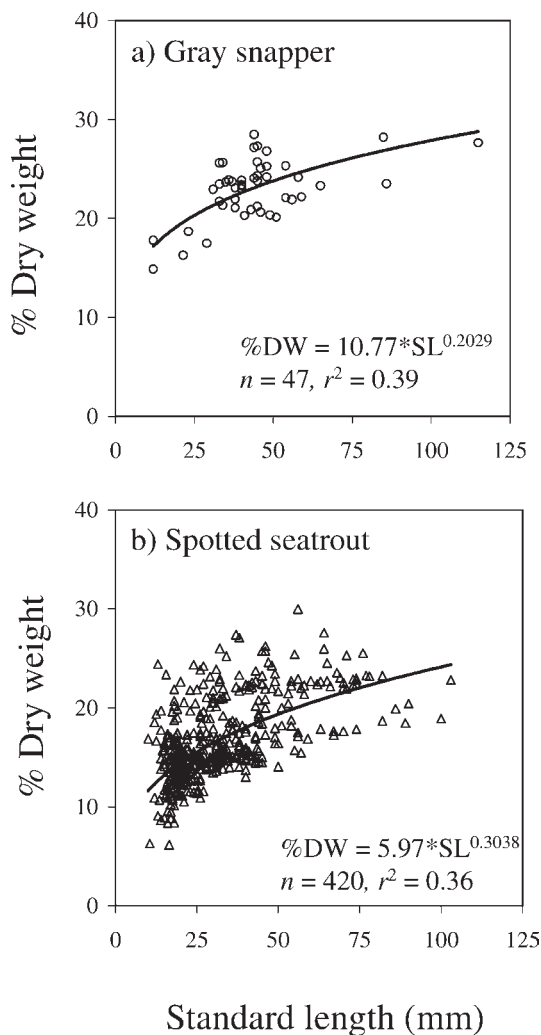 a) Gray snapper
40
30
20
10
0
% Dry weight
%DW = 10.77*SL^0.2029
n = 47, r² = 0.39
0 25 50 75 100 125
b) Spotted seatrout
40
30
20
10
0
% Dry weight
%DW = 5.97*SL^0.3038
n = 420, r² = 0.36
0 25 50 75 100 125
Standard length (mm)